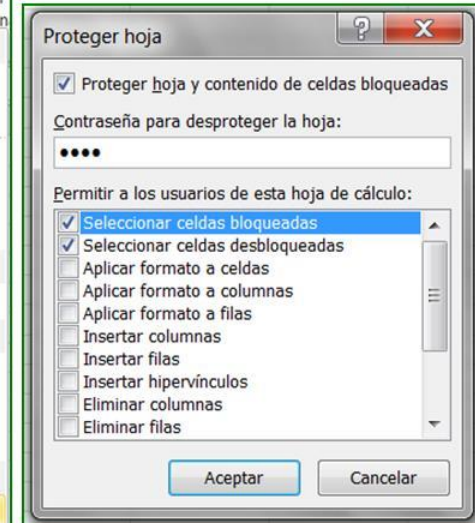 Proteger hoja
Proteger hoja y contenido de celdas bloqueadas
Contraseña para desproteger la hoja:
••••
Permitir a los usuarios de esta hoja de cálculo:
Seleccionar celdas bloqueadas
Seleccionar celdas desbloqueadas
Aplicar formato a celdas
Aplicar formato a columnas
Aplicar formato a filas
Insertar columnas
Insertar filas
Insertar hipervínculos
Eliminar columnas
Eliminar filas
Aceptar Cancelar